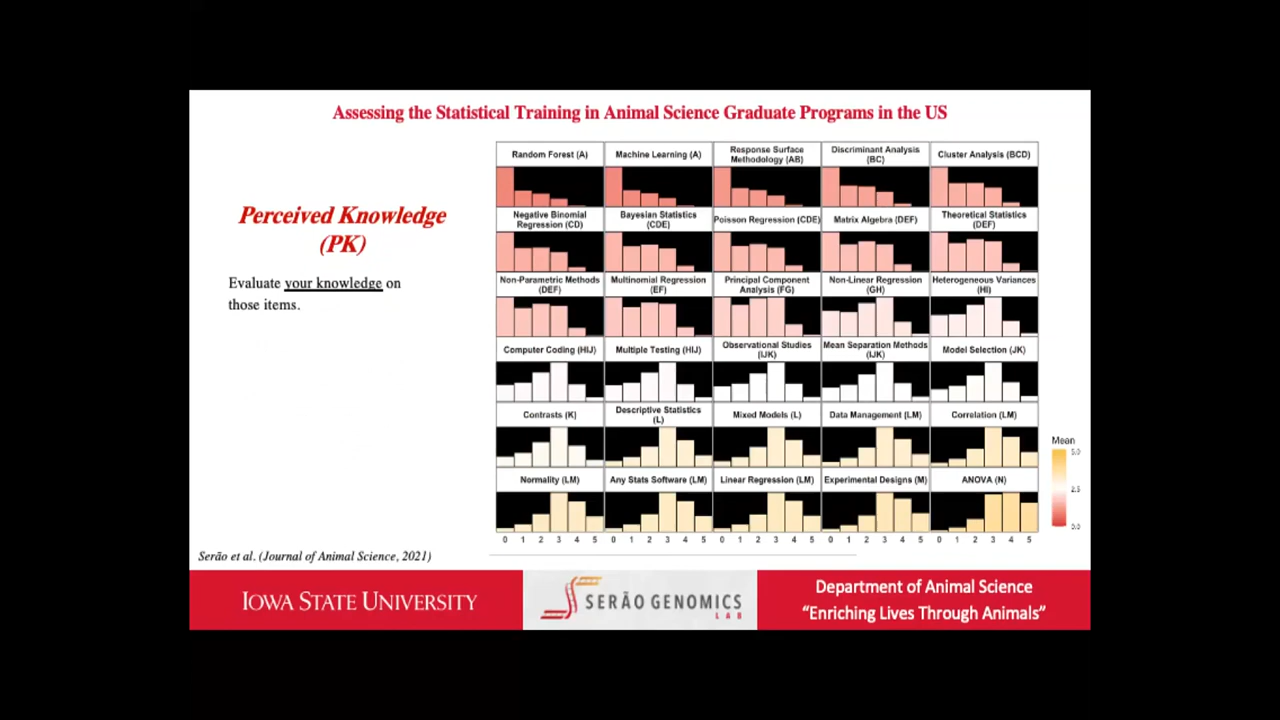 Assessing the Statistical Training in Animal Science Graduate Programs in the US
Perceived Knowledge
(PK)
Evaluate your knowledge on
those items.
Random Forest (A)
Machine Learning (A)
Response Surface
Methodology (AB)
Discriminant Analysis
(BC)
Cluster Analysis (BCD)
Negative Binomial
Regression (CD)
Bayesian Statistics
(CDE)
Poisson Regression (CDE)
Matrix Algebra (DEF)
Theoretical Statistics
(DEF)
Non-Parametric Methods
(DEF)
Multinomial Regression
(EF)
Principal Component
Analysis (FG)
Non-Linear Regression
(GH)
Heterogeneous Variances
(HI)
Computer Coding (HIJ)
Multiple Testing (HIJ)
Observational Studies
(IJK)
Mean Separation Methods
(IJK)
Model Selection (JK)
Contrasts (K)
Descriptive Statistics
(L)
Mixed Models (L)
Data Management (LM)
Correlation (LM)
Normality (LM)
Any Stats Software (LM)
Linear Regression (LM)
Experimental Designs (M)
ANOVA (N)
0 1 2 3 4 5 0 1 2 3 4 5 0 1 2 3 4 5 0 1 2 3 4 5 0 1 2 3 4 5
Mean
5.0
2.5
0.0
Serão et al. (Journal of Animal Science, 2021)
IOWA STATE UNIVERSITY
SERÃO GENOMICS
LAB
Department of Animal Science
“Enriching Lives Through Animals”